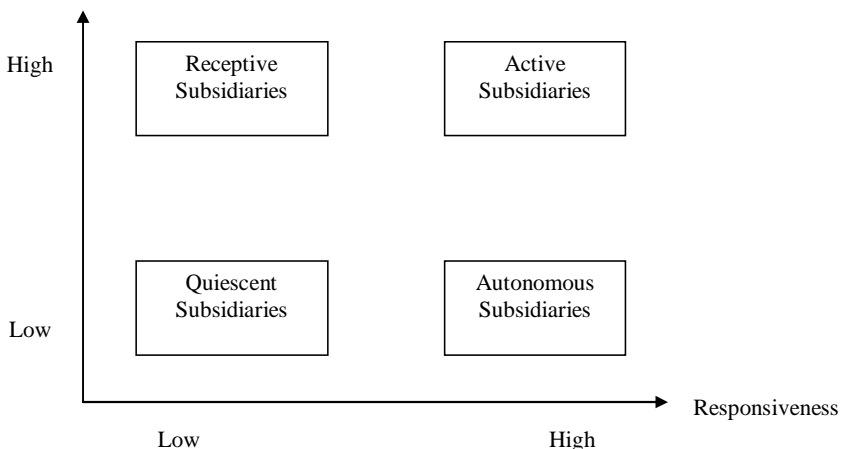 High
Receptive
Subsidiaries
Active
Subsidiaries
Quiescent
Subsidiaries
Autonomous
Subsidiaries
Low
Responsiveness
Low
High